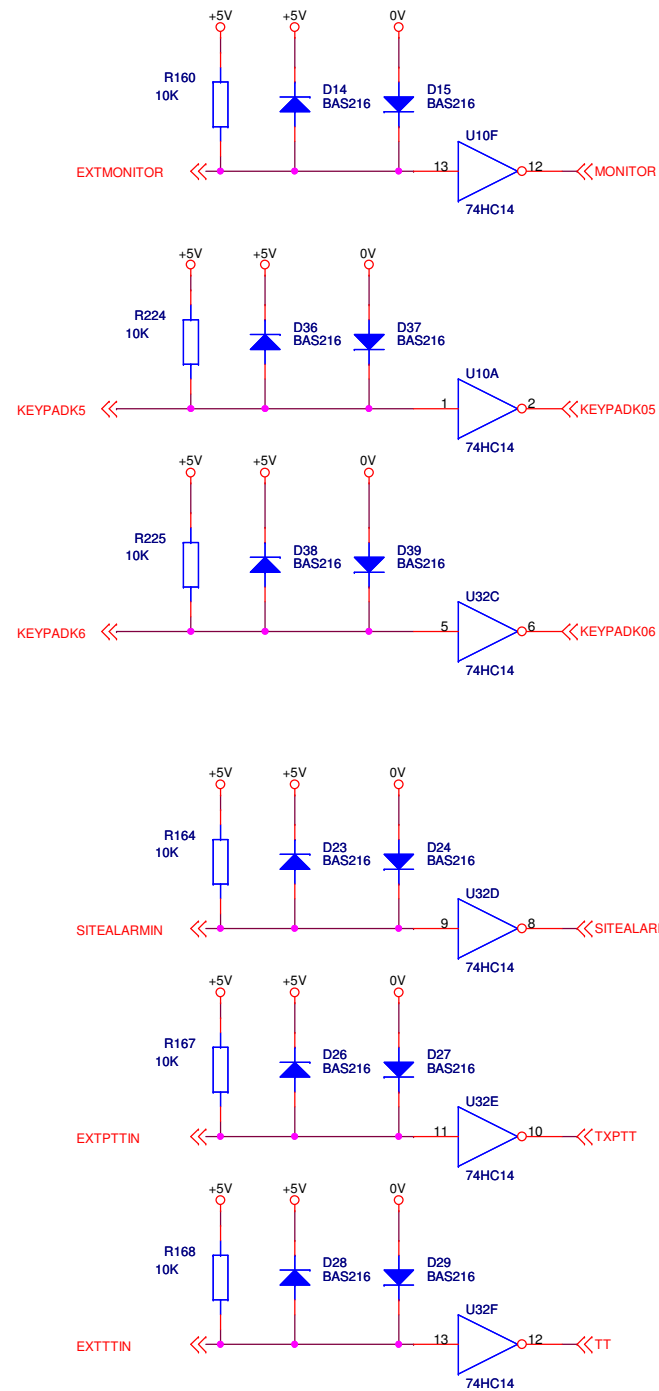 +5V
+5V
0V
R160
10K
D14
BAS216
D15
BAS216
U10F
EXTMONITOR
13
12
MONITOR
74HC14
+5V
+5V
0V
R224
10K
D36
BAS216
D37
BAS216
U10A
KEYPADK5
1
2
KEYPADK05
74HC14
+5V
+5V
0V
R225
10K
D38
BAS216
D39
BAS216
U32C
KEYPADK6
5
6
KEYPADK06
74HC14
+5V
+5V
0V
R164
10K
D23
BAS216
D24
BAS216
U32D
SITEALARMIN
9
8
SITEALAR
74HC14
+5V
+5V
0V
R167
10K
D26
BAS216
D27
BAS216
U32E
EXTPTTIN
11
10
TXPTT
74HC14
+5V
+5V
0V
R168
10K
D28
BAS216
D29
BAS216
U32F
EXTTTIN
13
12
TT
74HC14